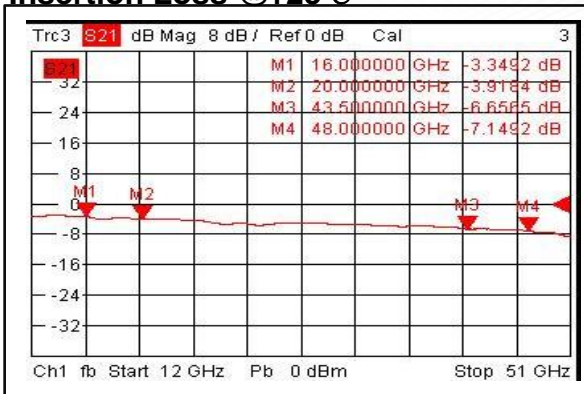 Insertion Loss @+25°C
Trc3 S21 dB Mag 8 dB / Ref 0 dB Cal 3
S21
M1 16.000000 GHz -3.3492 dB
M2 20.000000 GHz -3.9184 dB
M3 43.500000 GHz -6.6565 dB
M4 48.000000 GHz -7.1492 dB
32
24
16
8
M1 M2 M3 M4
0
-8
-16
-24
-32
Ch1 fb Start 12 GHz Pb 0 dBm Stop 51 GHz